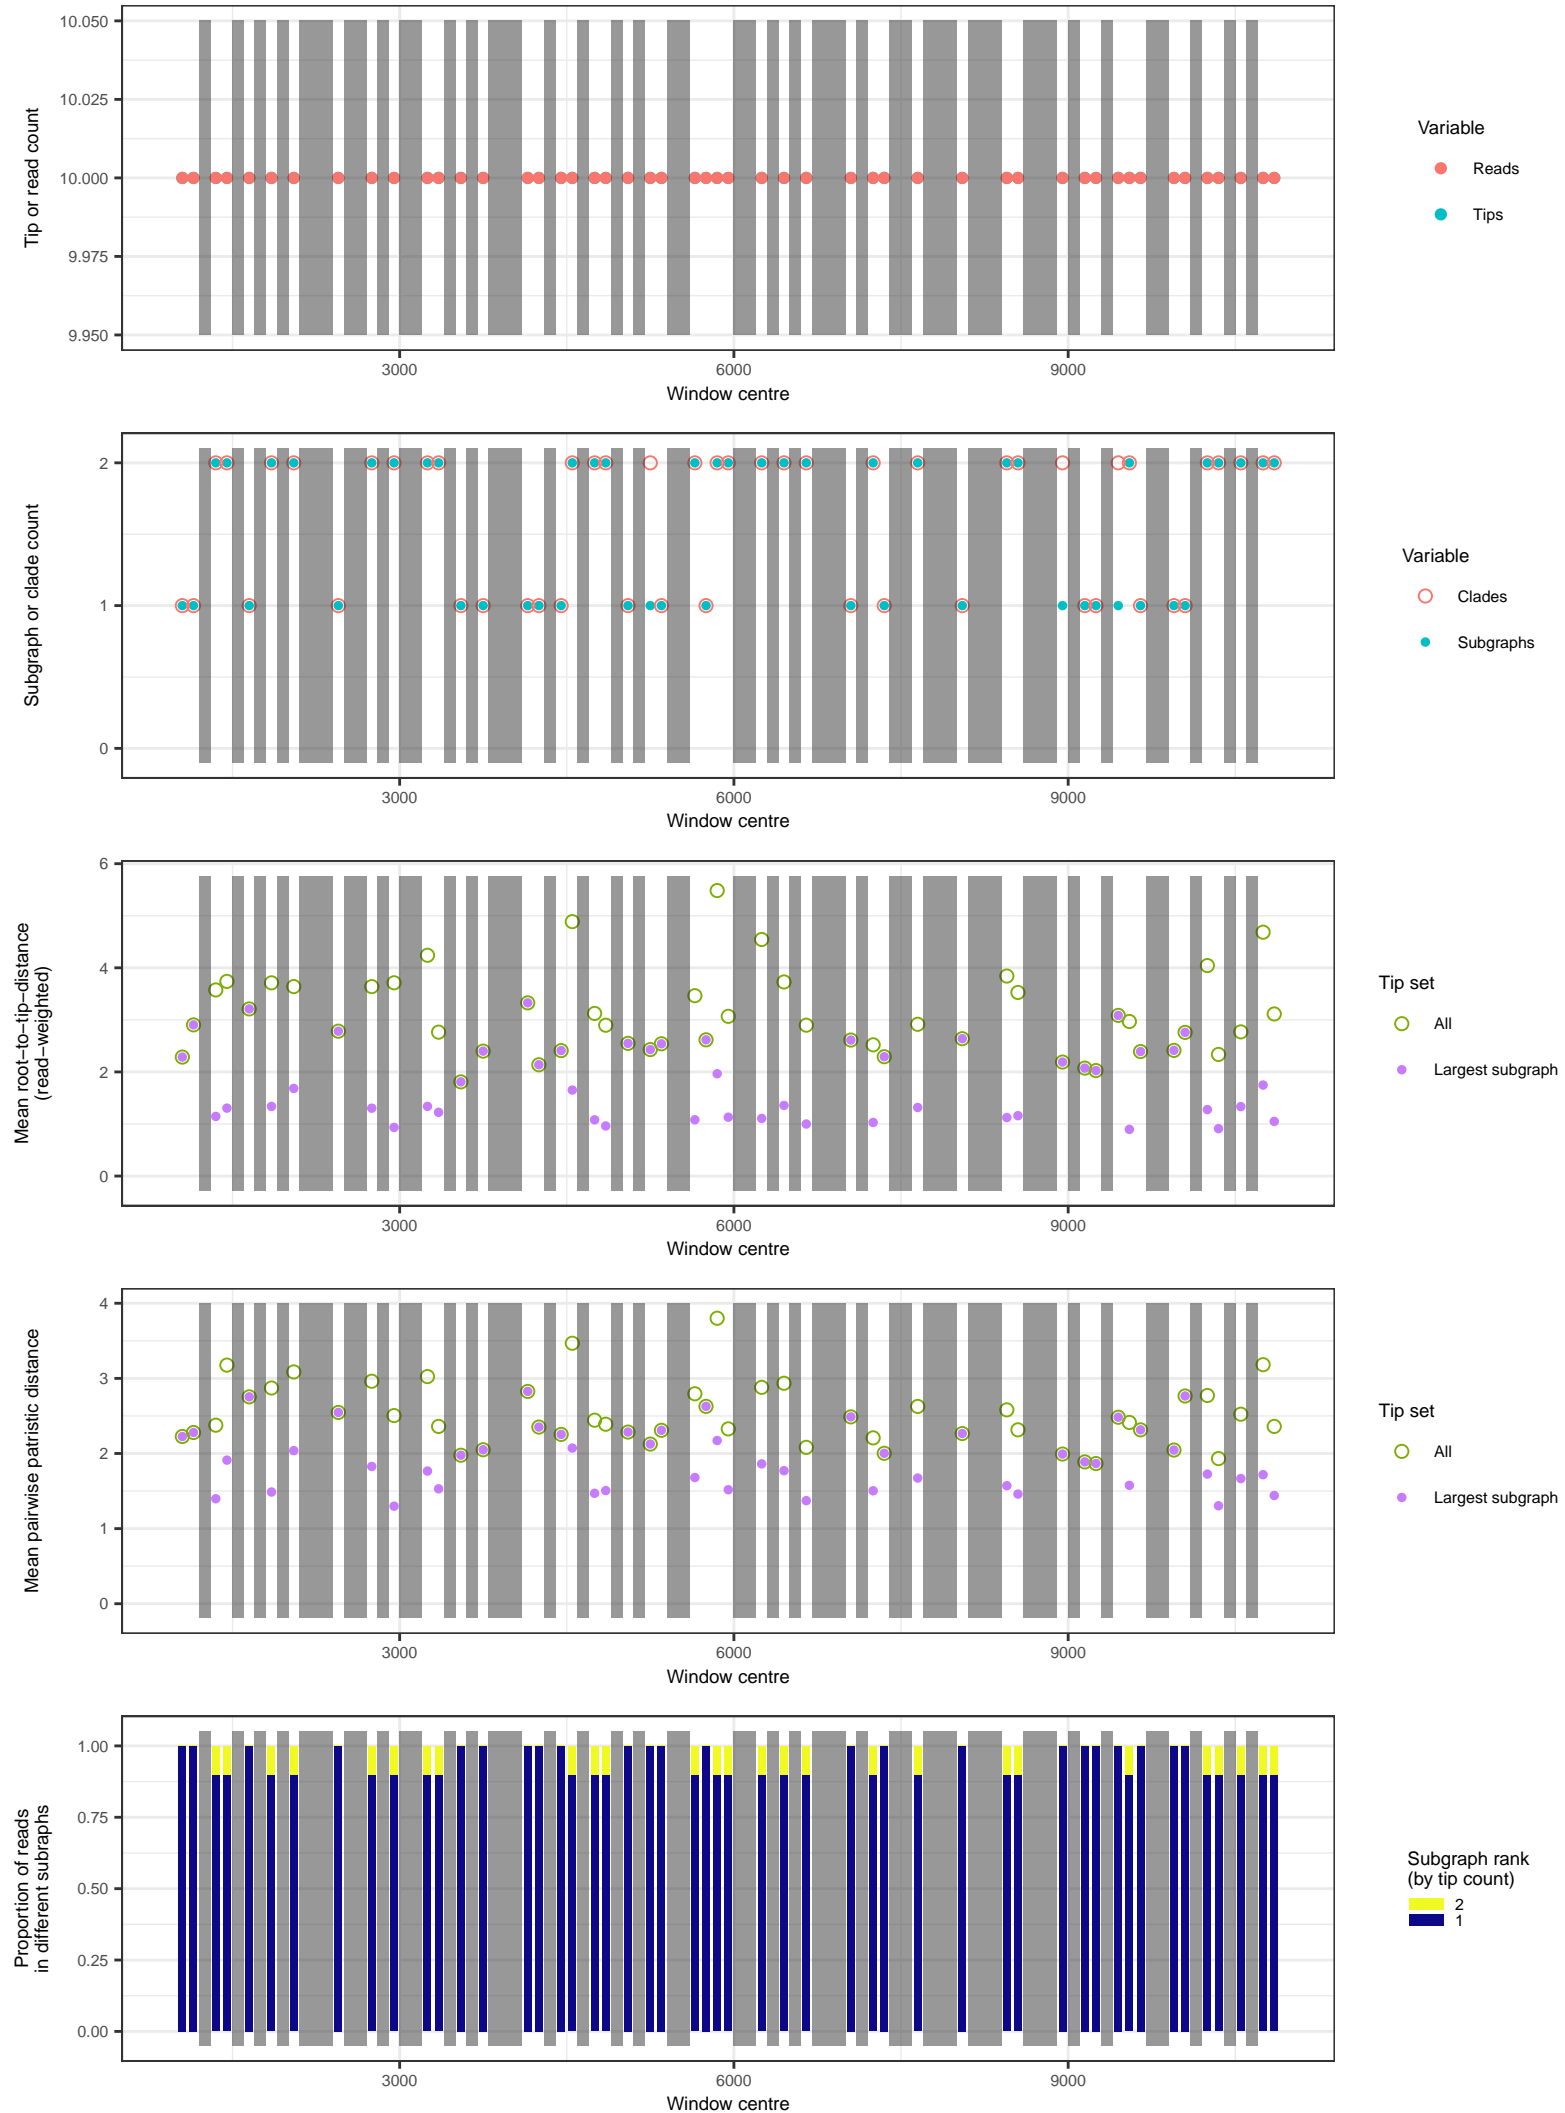 10.050
10.025
10.000
9.975
9.950
Tip or read count
3000
6000
9000
Window centre
Variable
Reads
Tips
2
1
0
Subgraph or clade count
3000
6000
9000
Window centre
Variable
Clades
Subgraphs
6
4
2
0
Mean root−to−tip−distance
(read−weighted)
3000
6000
9000
Window centre
Tip set
All
Largest subgraph
4
3
2
1
0
Mean pairwise patristic distance
3000
6000
9000
Window centre
Tip set
All
Largest subgraph
1.00
0.75
0.50
0.25
0.00
Proportion of reads
in different subraphs
3000
6000
9000
Window centre
Subgraph rank
(by tip count)
2
1